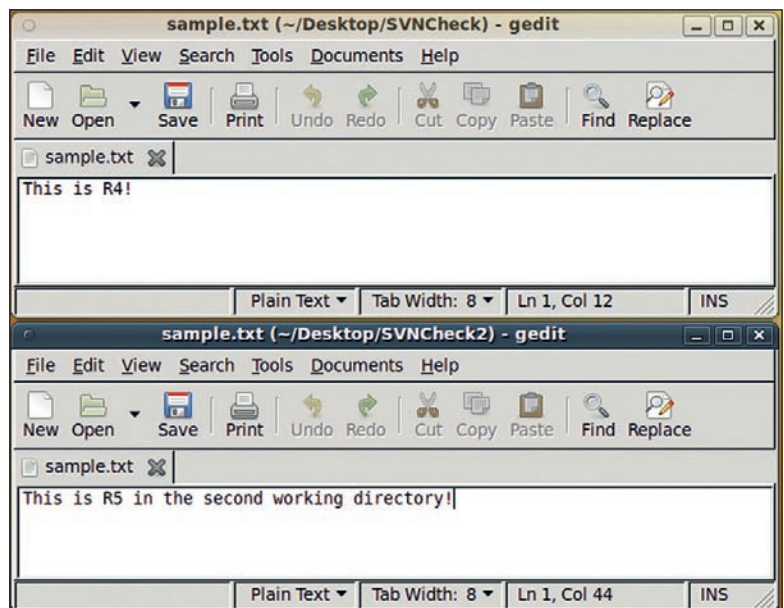 sample.txt (~/Desktop/SVNCheck) - gedit
File Edit View Search Tools Documents Help
New Open Save Print Undo Redo Cut Copy Paste Find Replace
sample.txt
This is R4!
Plain Text Tab Width: 8 Ln 1, Col 12 INS
sample.txt (~/Desktop/SVNCheck2) - gedit
File Edit View Search Tools Documents Help
New Open Save Print Undo Redo Cut Copy Paste Find Replace
sample.txt
This is R5 in the second working directory!
Plain Text Tab Width: 8 Ln 1, Col 44 INS